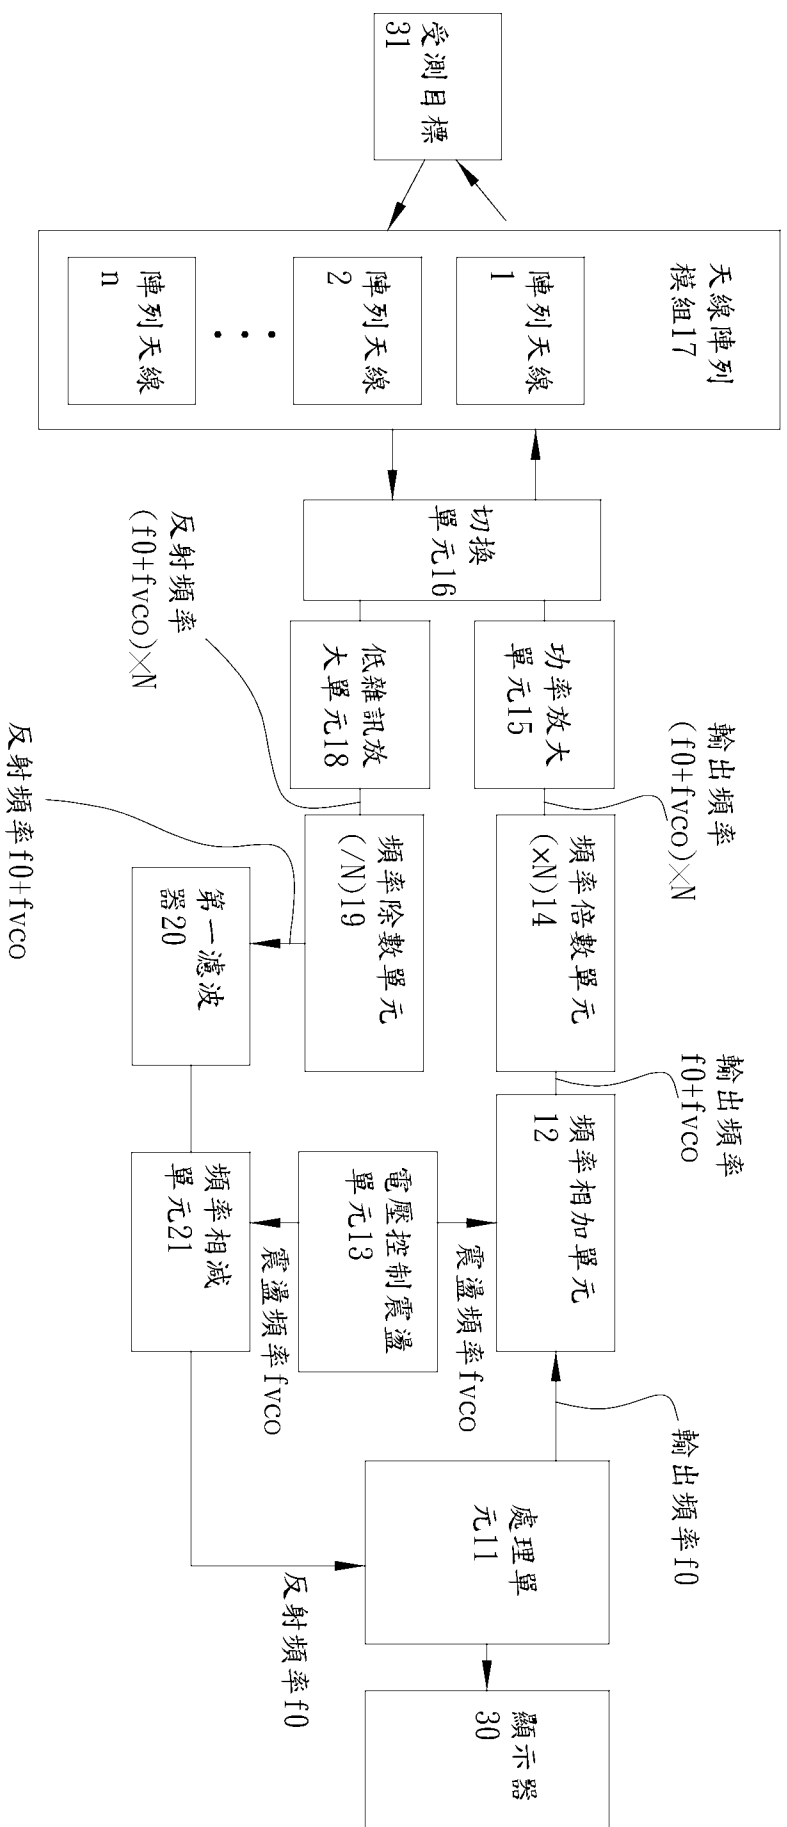 受測目標
31
天線陣列
模組17
陣列天線
1
陣列天線
2
陣列天線
n
切換
單元16
功率放大
單元15
低雜訊放
大單元18
反射頻率
(f0+fvco)×N
輸出頻率
(f0+fvco)×N
頻率倍數單元
(×N)14
頻率除數單元
(/N)19
反射頻率f0+fvco
第一濾波
器20
輸出頻率
f0+fvco
頻率相加單元
12
電壓控制震盪
單元13
頻率相減
單元21
震盪頻率fvco
震盪頻率fvco
輸出頻率f0
處理單
元11
反射頻率f0
顯示器
30